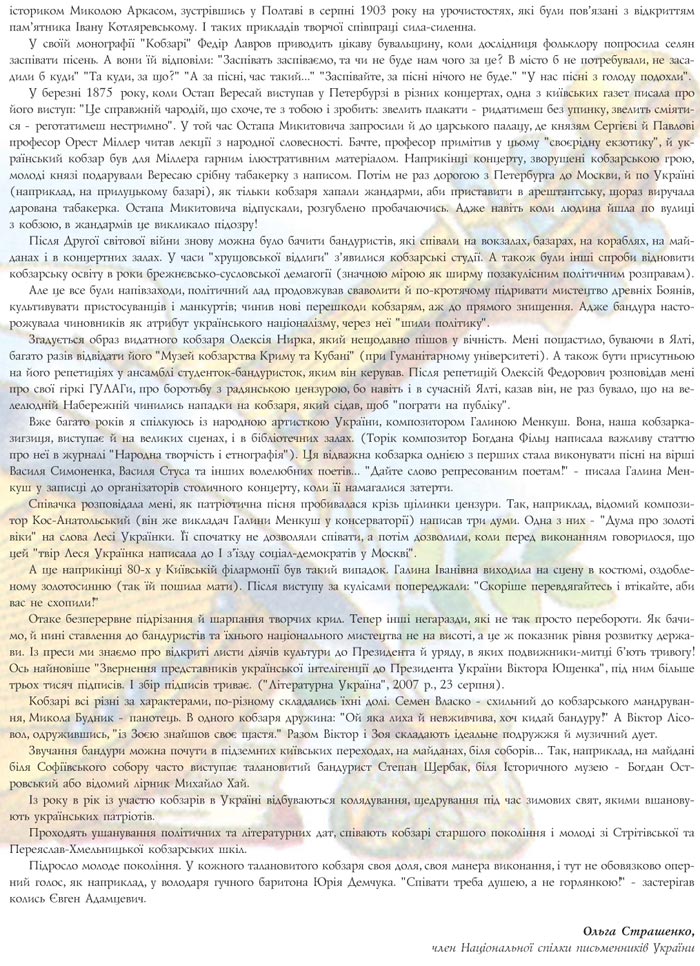 істориком Миколою Аркасом, зустрівшись у Полтаві в серпні 1903 року на урочистостях, які були пов'язані з відкриттям
пам'ятника Івану Котляревському. І таких прикладів творчої співпраці сила-силенна.
У своїй монографії "Кобзарі" Федір Лавров приводить цікаву бувальщину, коли дослідниця фольклору попросила селян
заспівати пісень. А вони їй відповіли: "Заспівать заспіваємо, та чи не буде нам чого за це? В місто б не потребували, не заса-
дили б куди" "Та куди, за що?" "А за пісні, час такий..." "Заспівайте, за пісні нічого не буде." "У нас пісні з голоду подохли".
У березні 1875 року, коли Остап Вересай виступав у Петербурзі в різних концертах, одна з київських газет писала про
його виступ: "Це справжній чародій, що схоче, те з тобою і зробить: звелить плакати - ридатимеш без упинку, звелить сміяти-
ся - реготатимеш нестримно". У той час Остапа Микитовича запросили й до царського палацу, де князям Сергієві й Павлові
професор Орест Міллер читав лекції з народної словесності. Бачте, професор примітив у цьому "своєрідну екзотику", й ук-
раїнський кобзар був для Міллера гарним ілюстративним матеріалом. Наприкінці концерту, зворушені кобзарською грою,
молоді князі подарували Вересаю срібну табакерку з написом. Потім не раз дорогою з Петербурга до Москви, й по Україні
(наприклад, на прилуцькому базарі), як тільки кобзаря хапали жандарми, аби приставити в арештантську, щораз виручала
дарована табакерка. Остапа Микитовича відпускали, розгублено пробачаючись. Адже навіть коли людина йшла по вулиці
з кобзою, в жандармів це викликало підозру!
Після Другої світової війни знову можна було бачити бандуристів, які співали на вокзалах, базарах, на кораблях, на май-
данах і в концертних залах. У часи "хрущовської відлиги" з'явилися кобзарські студії. А також були інші спроби відновити
кобзарську освіту в роки брежнєвсько-сусловської демагогії (значною мірою як ширму позакулісним політичним розправам).
Але це все були напівзаходи, політичний лад продовжував сваволити й по-кротячому підривати мистецтво древніх Боянів,
культивувати пристосуванців і манкуртів; чинив нові перешкоди кобзарям, аж до прямого знищення. Адже бандура насто-
рожувала чиновників як атрибут українського націоналізму, через неї "шили політику".
Згадується образ видатного кобзаря Олексія Нирка, який нещодавно пішов у вічність. Мені пощастило, буваючи в Ялті,
багато разів відвідати його "Музей кобзарства Криму та Кубані" (при Гуманітарному університеті). А також бути присутньою
на його репетиціях у ансамблі студенток-бандуристок, яким він керував. Після репетицій Олексій Федорович розповідав мені
про свої гіркі ГУЛАГи, про боротьбу з радянською цензурою, бо навіть і в сучасній Ялті, казав він, не раз бувало, що на ве-
лелюдній Набережній чинились нападки на кобзаря, який сідав, щоб "пограти на публіку".
Вже багато років я спілкуюсь із народною артисткою України, композитором Галиною Менкуш. Вона, наша кобзарка-
зигзиця, виступає й на великих сценах, і в бібліотечних залах. (Торік композитор Богдана Фільц написала важливу статтю
про неї в журналі "Народна творчість і етнографія"). Ця відважна кобзарка однією з перших стала виконувати пісні на вірші
Василя Симоненка, Василя Стуса та інших волелюбних поетів... "Дайте слово репресованим поетам!" - писала Галина Мен-
куш у записці до організаторів столичного концерту, коли її намагалися затерти.
Співачка розповідала мені, як патріотична пісня пробивалася крізь щілинки цензури. Так, наприклад, відомий компози-
тор Кос-Анатольський (він же викладач Галини Менкуш у консерваторії) написав три думи. Одна з них - "Дума про золоті
віки" на слова Лесі Українки. Її спочатку не дозволяли співати, а потім дозволили, коли перед виконанням говорилося, що
цей "твір Леся Українка написала до І з'їзду соціал-демократів у Москві".
А ще наприкінці 80-х у Київській філармонії був такий випадок. Галина Іванівна виходила на сцену в костюмі, оздобле-
ному золотосинню (так їй пошила мати). Після виступу за кулісами попереджали: "Скоріше перевдягайтесь і втікайте, аби
вас не схопили!"
Отаке безперервне підрізання й шарпання творчих крил. Тепер інші негаразди, які не так просто перебороти. Як бачи-
мо, й нині ставлення до бандуристів та їхнього національного мистецтва не на висоті, а це ж показник рівня розвитку держа-
ви. Із преси ми знаємо про відкриті листи діячів культури до Президента й уряду, в яких подвижники-митці б'ють тривогу!
Ось найновіше "Звернення представників української інтелігенції до Президента України Віктора Ющенка", під ним більше
трьох тисяч підписів. І збір підписів триває. ("Літературна Україна", 2007 р., 23 серпня).
Кобзарі всі різні за характерами, по-різному складались їхні долі. Семен Власко - схильний до кобзарського мандруван-
ня, Микола Будник - панотець. В одного кобзаря дружина: "Ой яка лиха й невживчива, хоч кидай бандуру!" А Віктор Лісо-
вол, одружившись, "із Зоєю знайшов своє щастя." Разом Віктор і Зоя складають ідеальне подружжя й музичний дует.
Звучання бандури можна почути в підземних київських переходах, на майданах, біля соборів... Так, наприклад, на майдані
біля Софіївського собору часто виступає талановитий бандурист Степан Щербак, біля Історичного музею - Богдан Ост-
ровський або відомий лірник Михайло Хай.
Із року в рік із участю кобзарів в Україні відбуваються колядування, щедрування під час зимових свят, якими вшанову-
ють українських патріотів.
Проходять ушанування політичних та літературних дат, співають кобзарі старшого покоління і молоді зі Стрітівської та
Переяслав-Хмельницької кобзарських шкіл.
Підросло молоде покоління. У кожного талановитого кобзаря своя доля, своя манера виконання, і тут не обовязково опер-
ний голос, як наприклад, у володаря гучного баритона Юрія Демчука. "Співати треба душею, а не горлянкою!" - застерігав
колись Євген Адамцевич.
Ольга Страшенко,
член Національної спілки письменників України